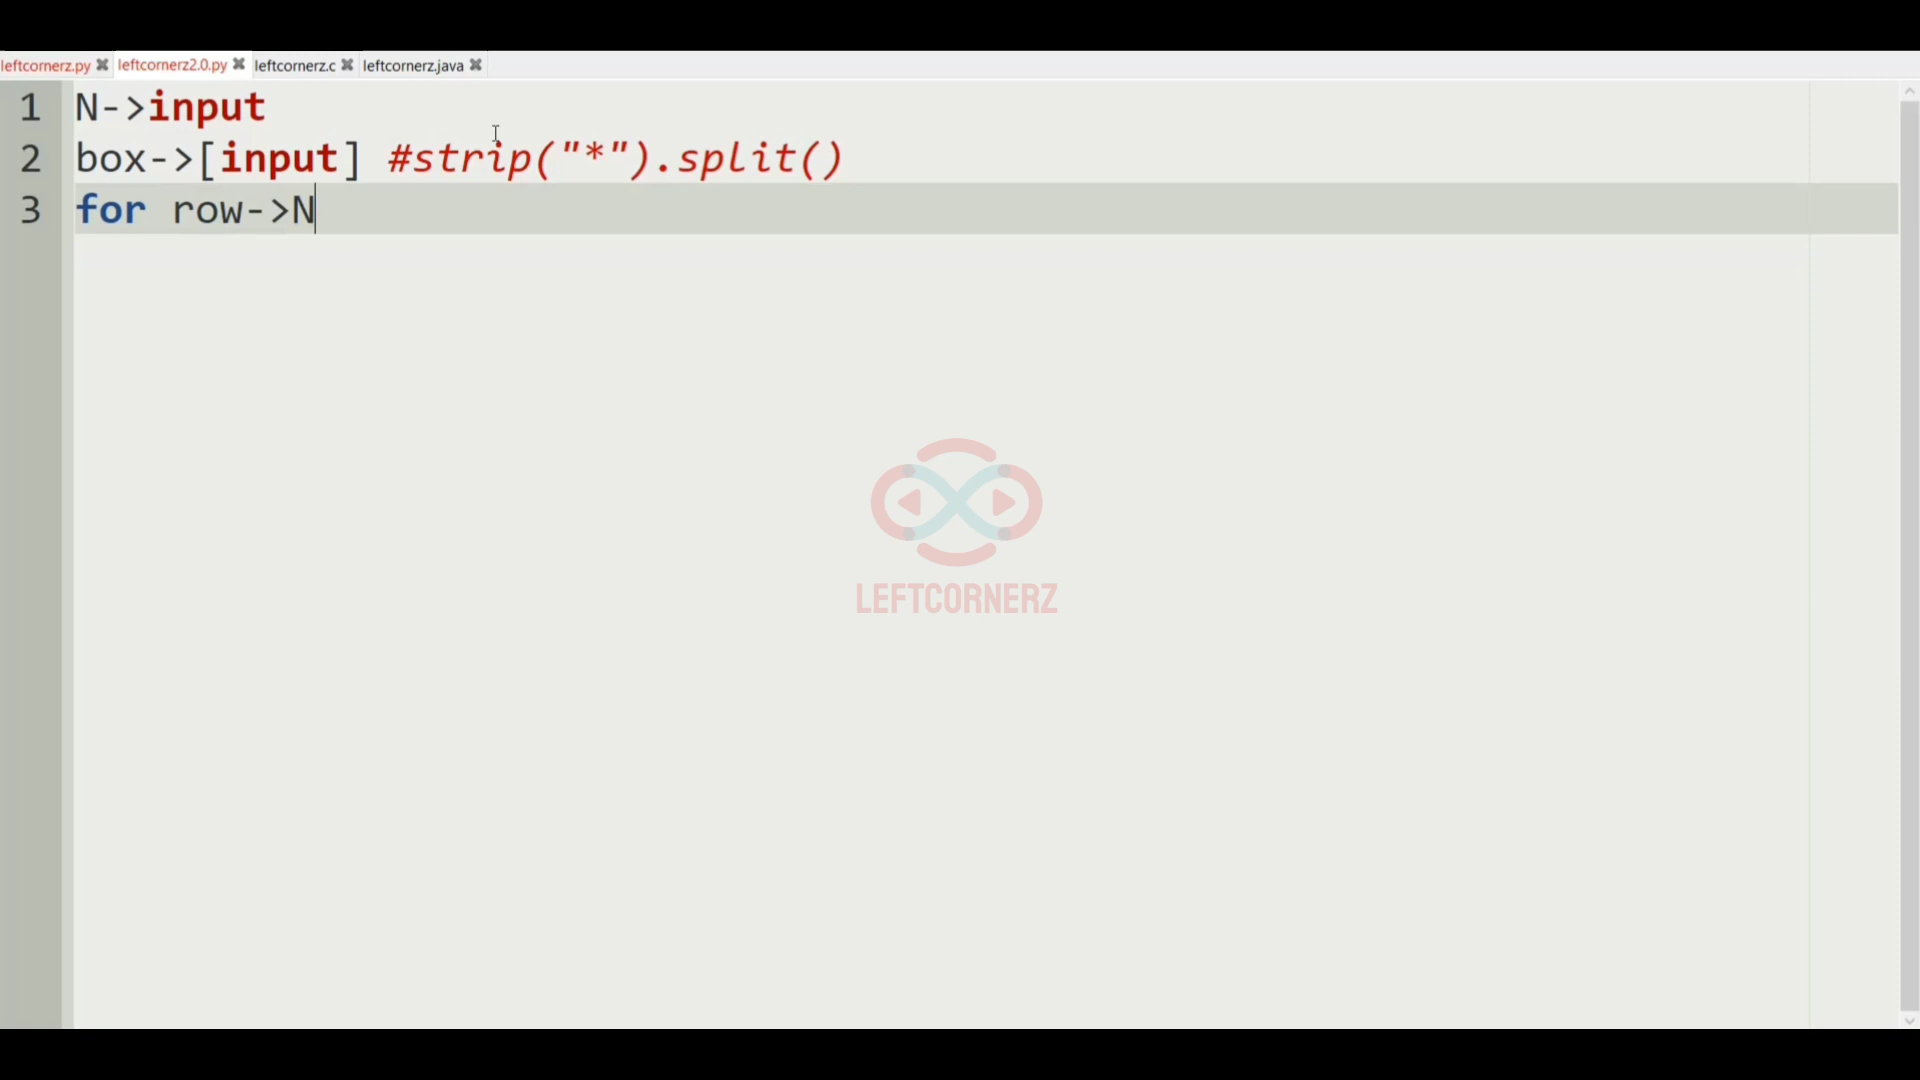 leftcornerz.py leftcornerz2.0.py leftcornerz.c leftcornerz.java
1 N->input
2 box->[input] #strip("*").split()
3 for row->N
LEFTCORNERZ